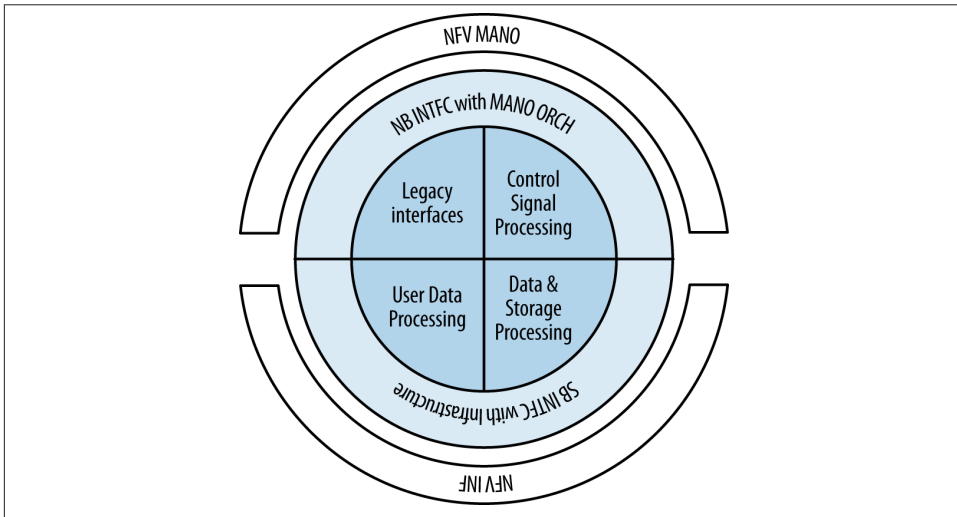 NFV MANO
NB INTFC with MANO ORCH
Legacy
interfaces
Control
Signal
Processing
User Data
Processing
Data &
Storage
Processing
SB INTFC with Infrastructure
NFV INF